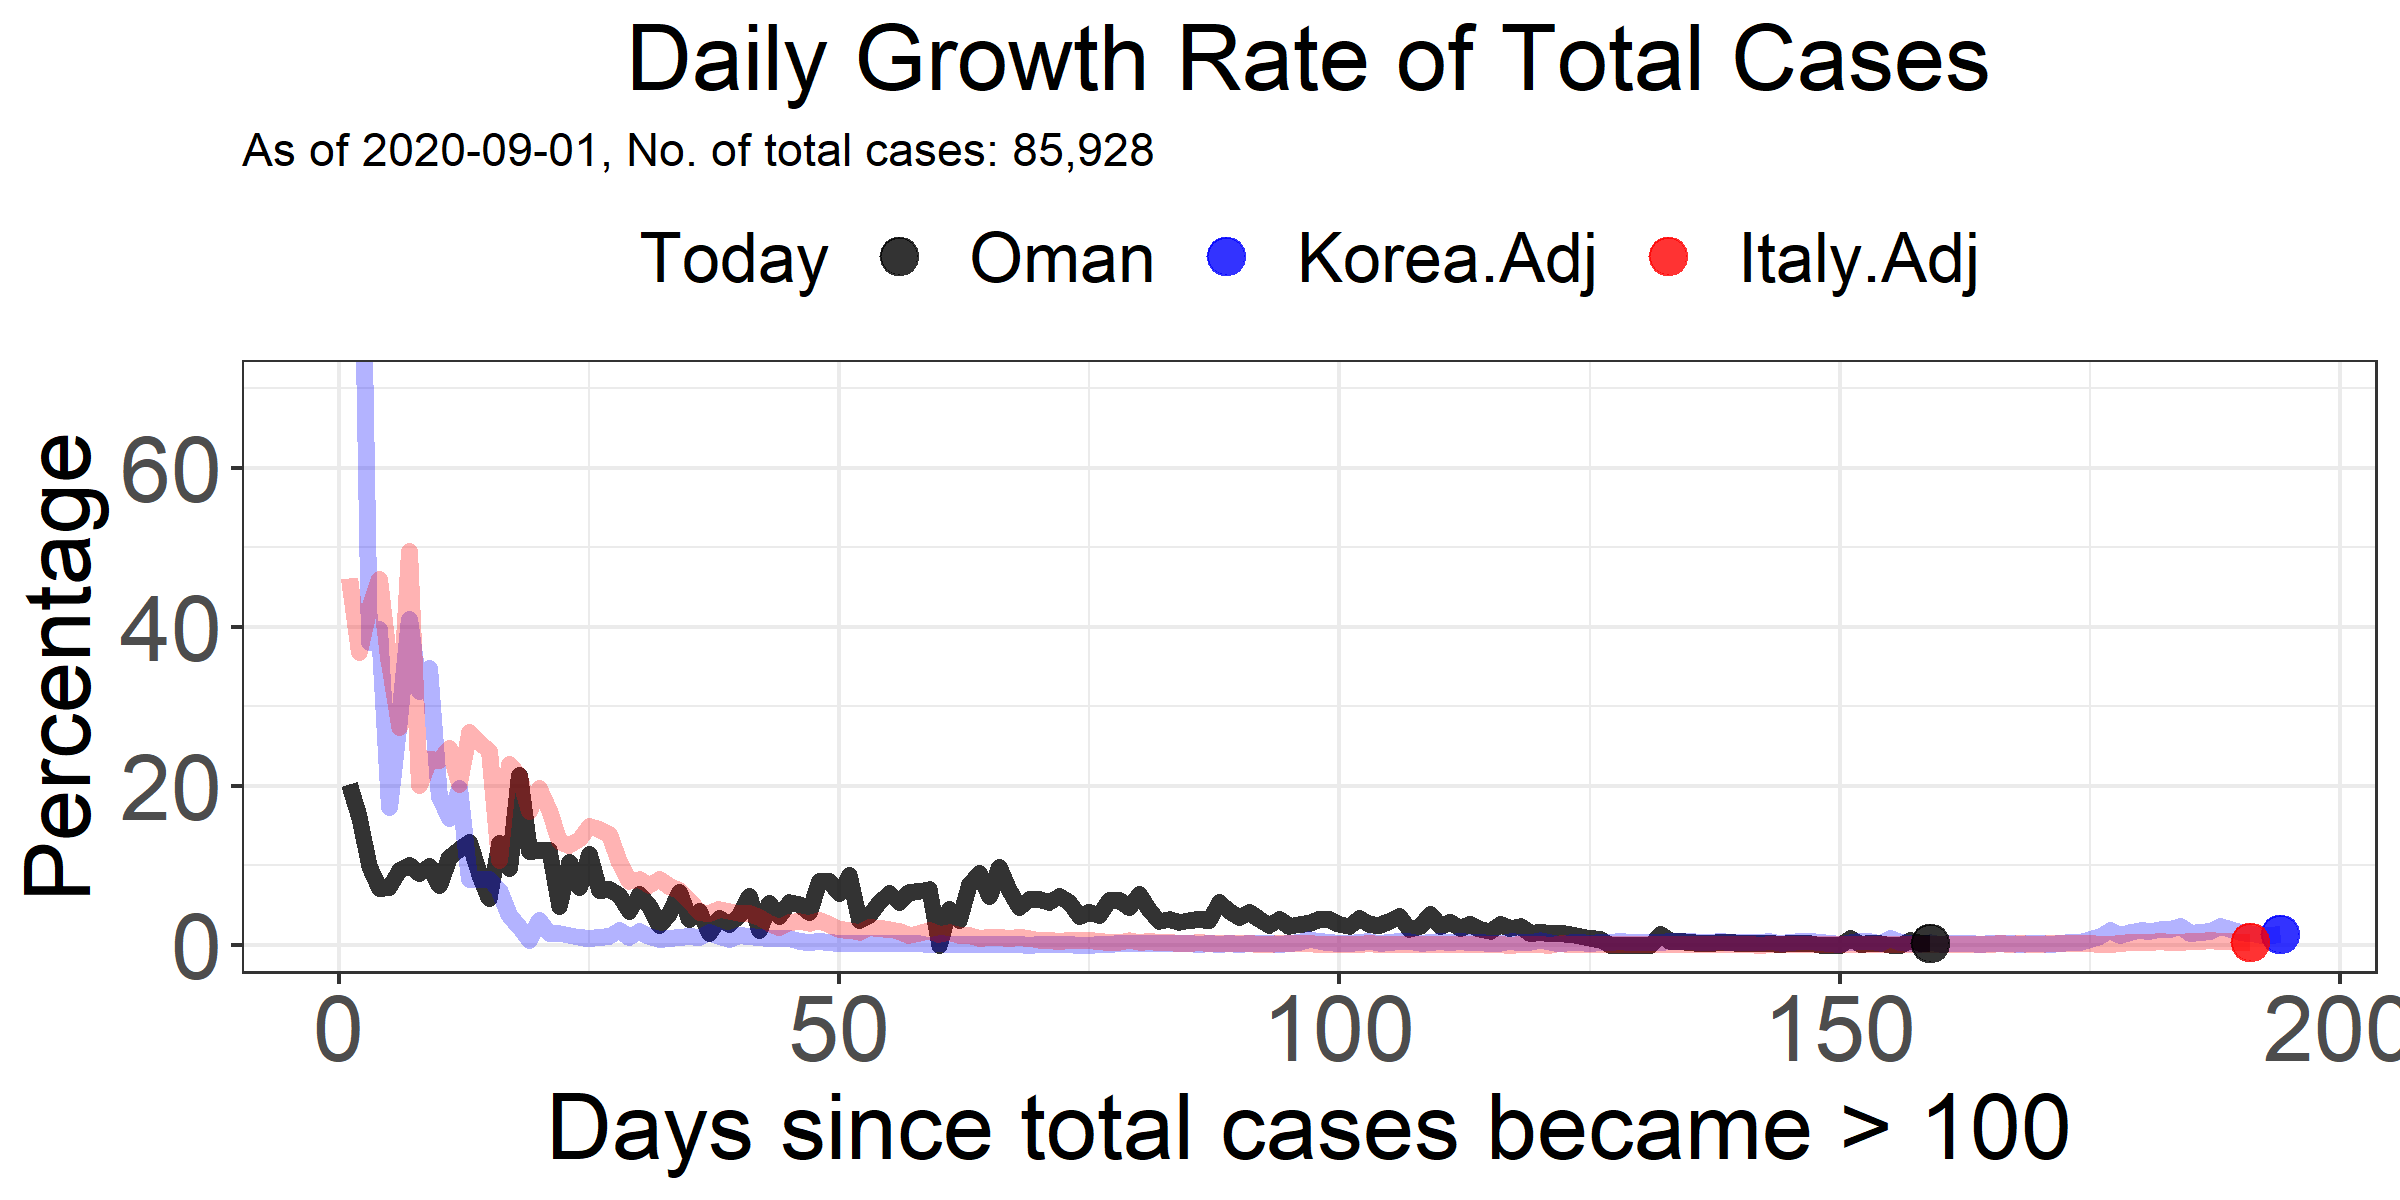 Daily Growth Rate of Total Cases
As of 2020-09-01, No. of total cases: 85,928
Today Oman Korea.Adj Italy.Adj
Percentage
60
40
20
0
0 50 100 150 200
Days since total cases became > 100